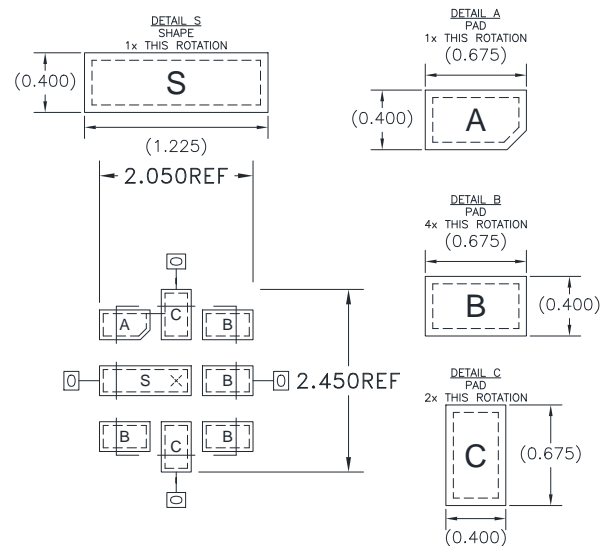 DETAIL S
SHAPE
1x THIS ROTATION
(0.400)
S
(1.225)
2.050REF
0
A
C
B
0
S
B
0
2.450REF
B
C
B
0
DETAIL A
PAD
1x THIS ROTATION
(0.675)
(0.400)
A
DETAIL B
PAD
4x THIS ROTATION
(0.675)
B
(0.400)
DETAIL C
PAD
2x THIS ROTATION
C
(0.675)
(0.400)